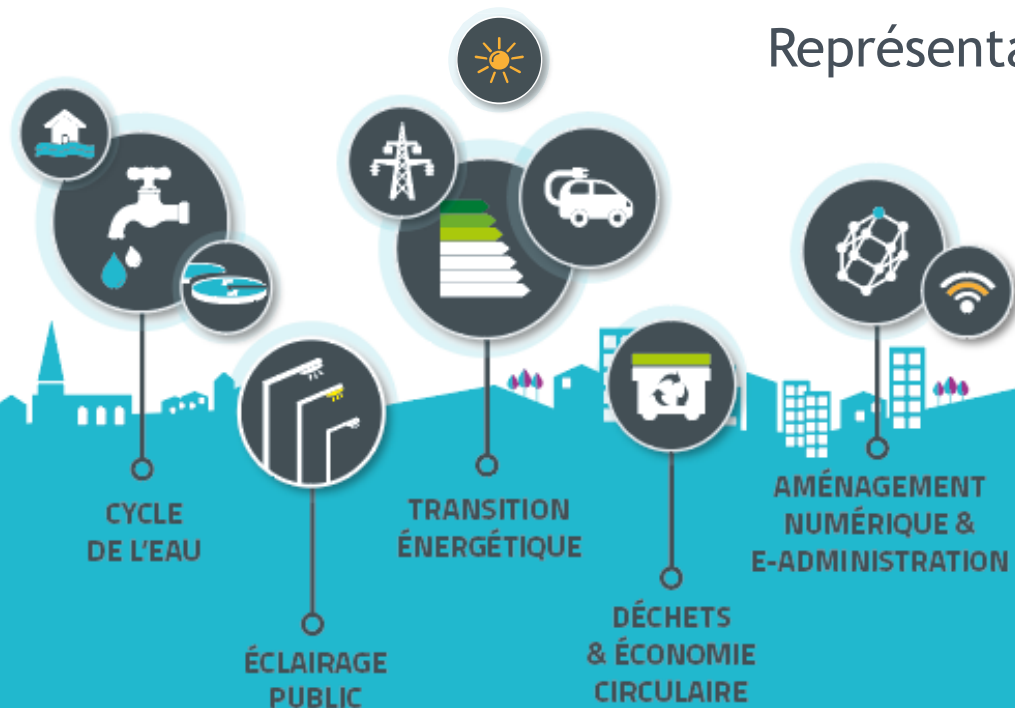 Représenta
CYCLE
DE L'EAU
ÉCLAIRAGE
PUBLIC
TRANSITION
ÉNERGÉTIQUE
DÉCHETS
& ÉCONOMIE
CIRCULAIRE
AMÉNAGEMENT
NUMÉRIQUE &
E-ADMINISTRATION